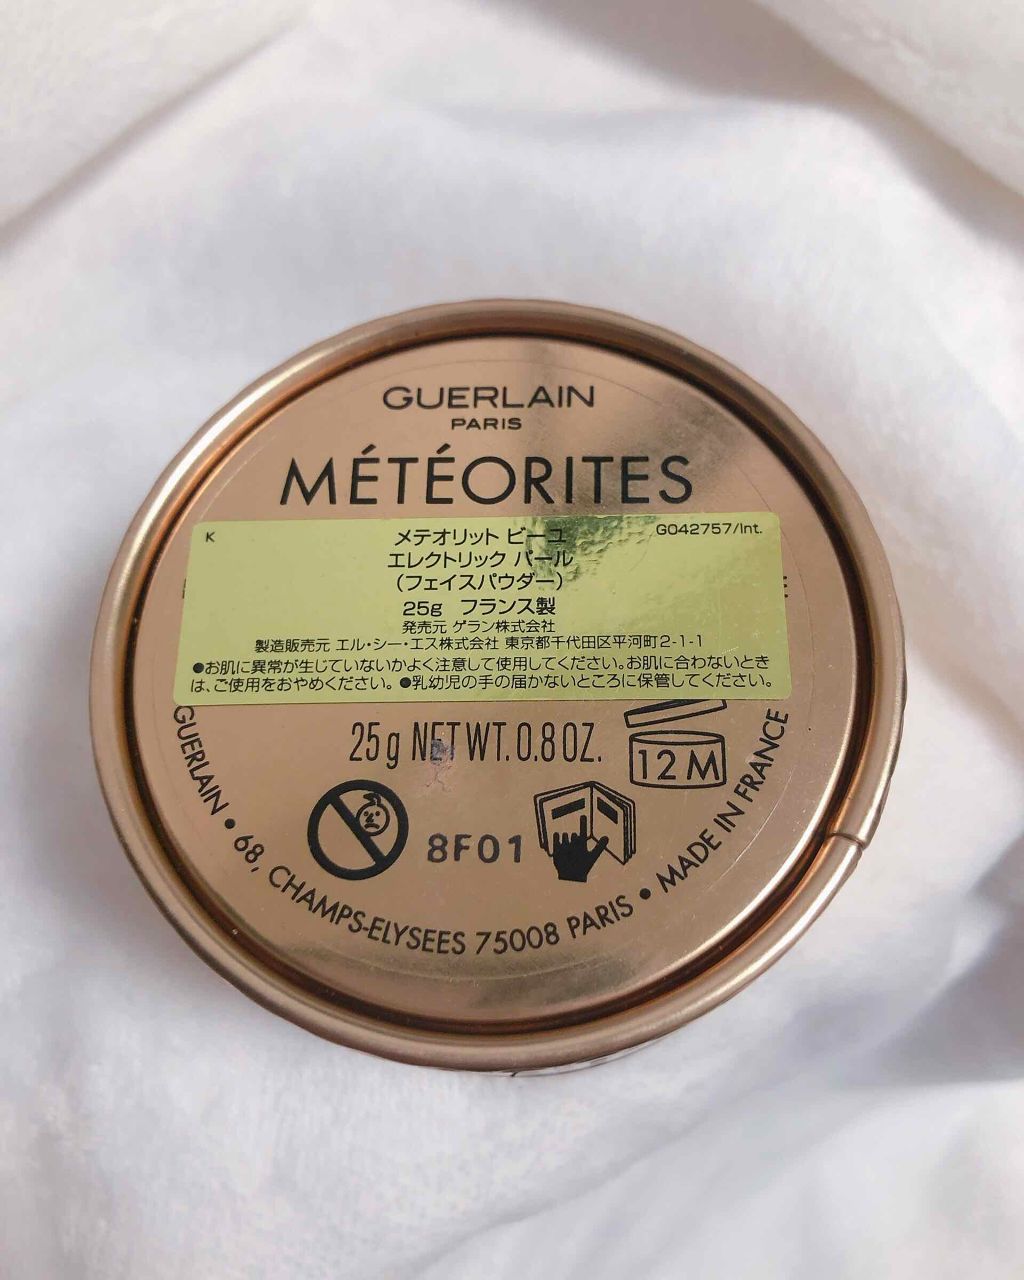 GUERLAIN
PARIS
MÉTÉORITES
K
G042757/Int.
メテオリット ビーユ
エレクトリック パール
(フェイスパウダー)
25g フランス製
発売元 ゲラン株式会社
製造販売元 エル・シー・エス株式会社 東京都千代田区平河町2-1-1
●お肌に異常が生じていないかよく注意して使用してください。お肌に合わないとき
は、ご使用をおやめください。●乳幼児の手の届かないところに保管してください。
25g NET WT. 0.8 OZ.
12 M
8F01
GUERLAIN • 68, CHAMPS-ELYSEES 75008 PARIS • MADE IN FRANCE